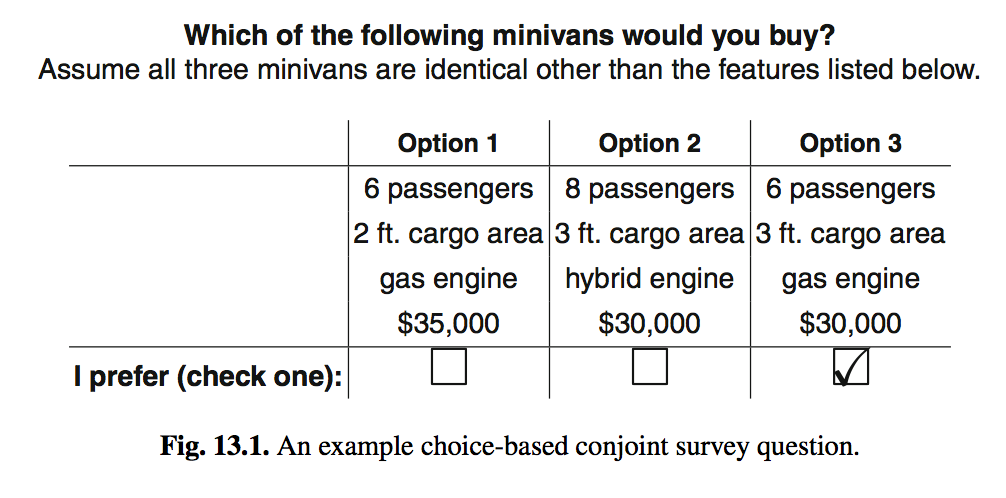 Which of the following minivans would you buy?
Assume all three minivans are identical other than the features listed below.
Option 1 Option 2 Option 3
6 passengers 8 passengers 6 passengers
2 ft. cargo area 3 ft. cargo area 3 ft. cargo area
gas engine hybrid engine gas engine
$35,000 $30,000 $30,000
I prefer (check one):
Fig. 13.1. An example choice-based conjoint survey question.